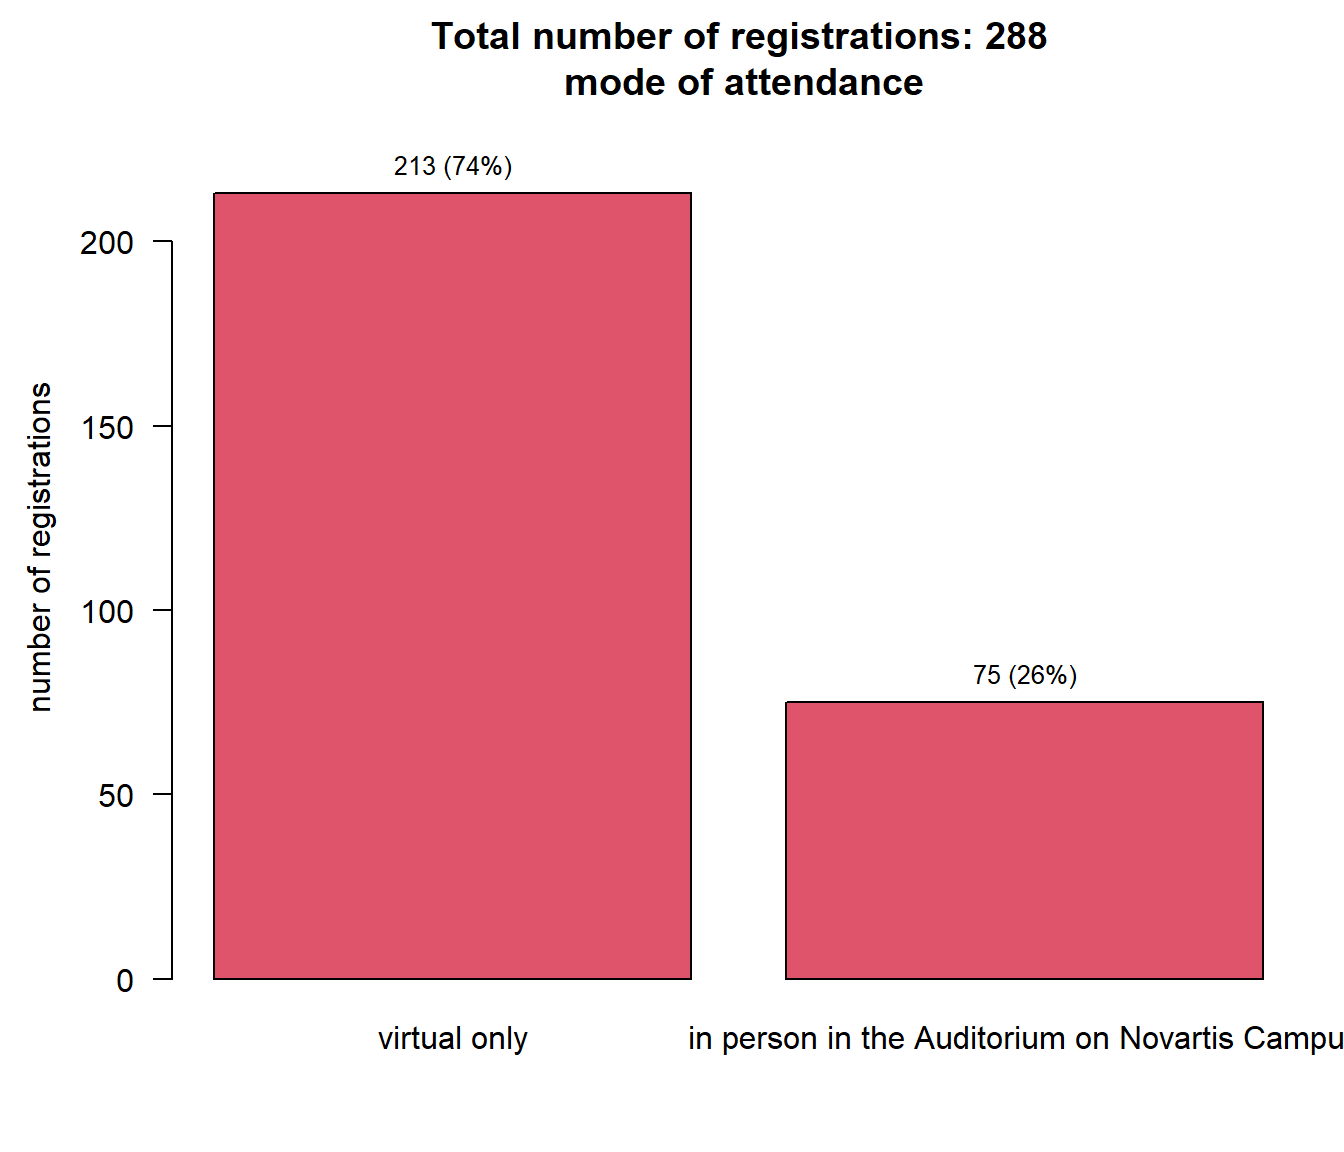 Total number of registrations: 288
mode of attendance
213 (74%)
200
150
100
50
0
number of registrations
75 (26%)
virtual only
in person in the Auditorium on Novartis Campu